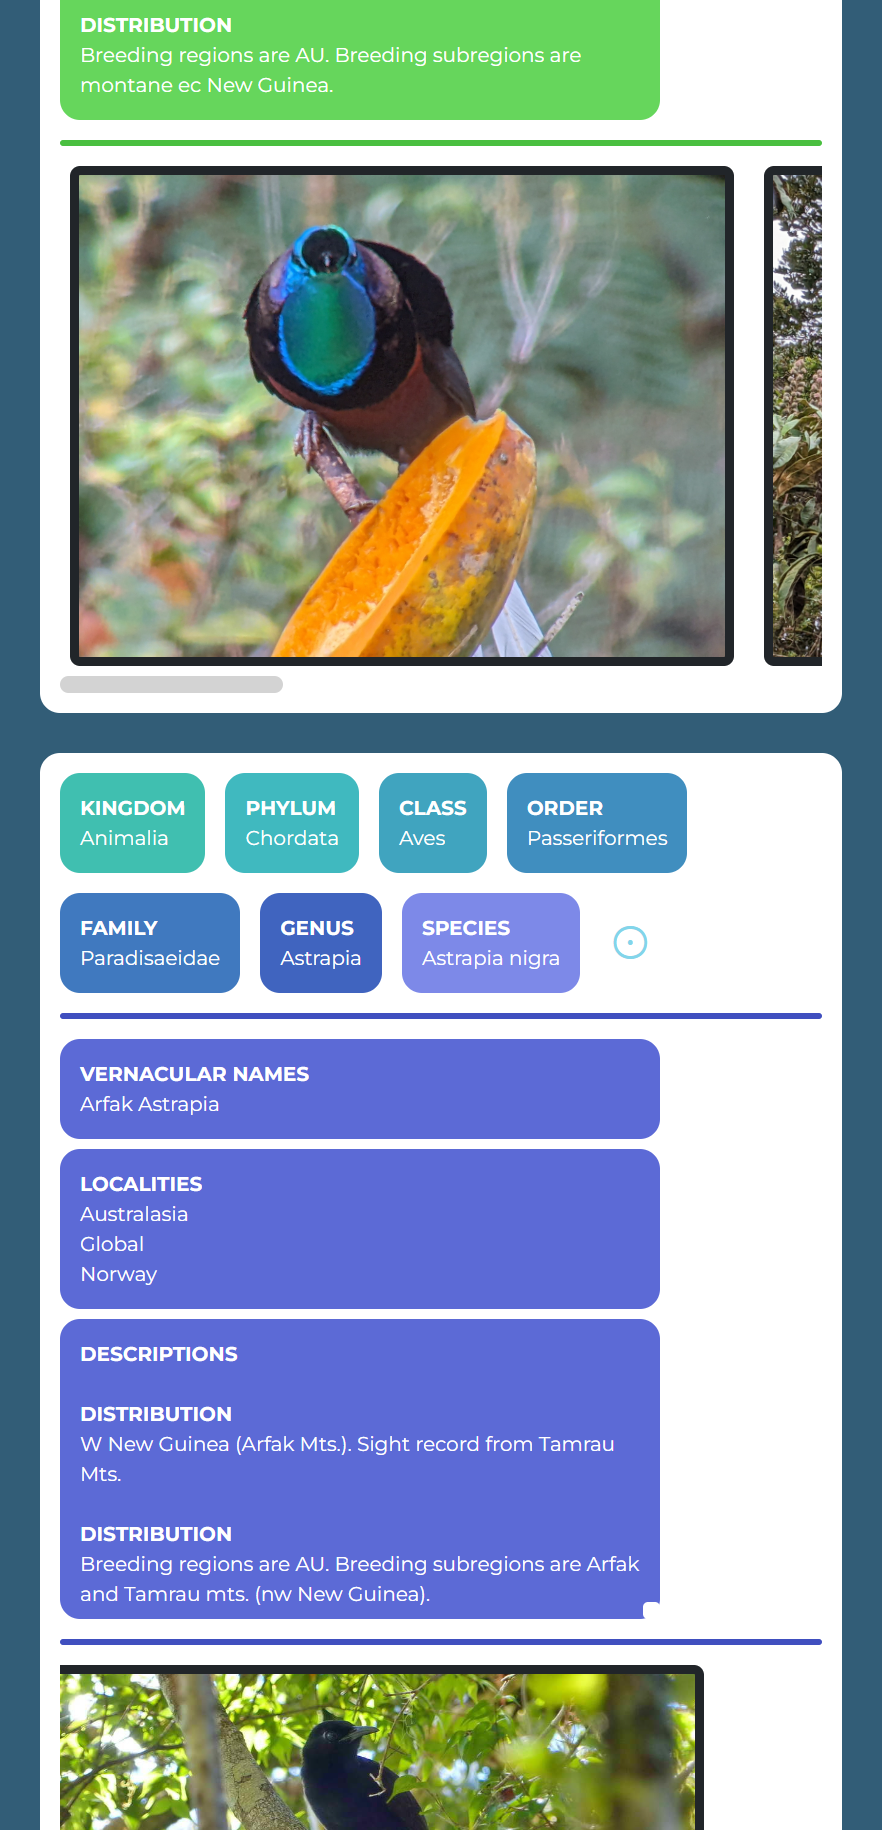 DISTRIBUTION
Breeding regions are AU. Breeding subregions are
montane ec New Guinea.
KINGDOM
Animalia
PHYLUM
Chordata
CLASS
Aves
ORDER
Passeriformes
FAMILY
Paradisaeidae
GENUS
Astrapia
SPECIES
Astrapia nigra
VERNACULAR NAMES
Arfak Astrapia
LOCALITIES
Australasia
Global
Norway
DESCRIPTIONS
DISTRIBUTION
W New Guinea (Arfak Mts.). Sight record from Tamrau
Mts.
DISTRIBUTION
Breeding regions are AU. Breeding subregions are Arfak
and Tamrau mts. (nw New Guinea).